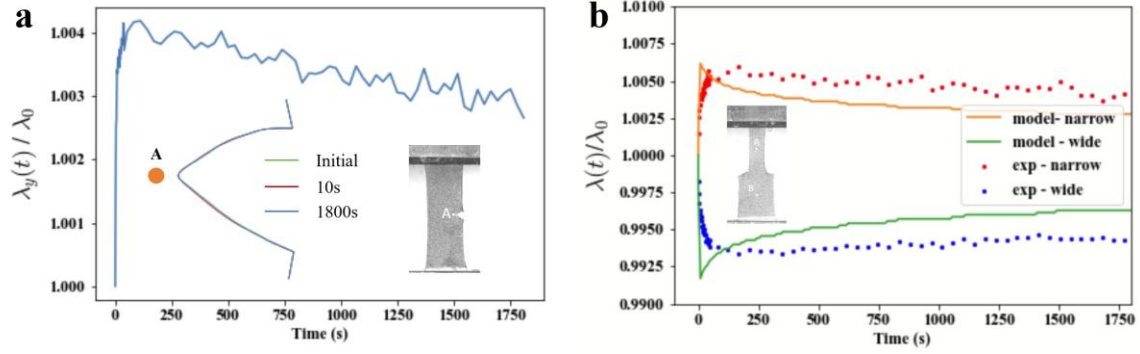 a
λy(t) / λ0
1.004
1.003
1.002
1.001
1.000
A
Initial
10s
1800s
A
0 250 500 750 1000 1250 1500 1750
Time (s)
b
λ(t)/λ0
1.0100
1.0075
1.0050
1.0025
1.0000
0.9975
0.9950
0.9925
0.9900
model- narrow
model - wide
exp - narrow
exp - wide
B
0 250 500 750 1000 1250 1500 1750
Time (s)